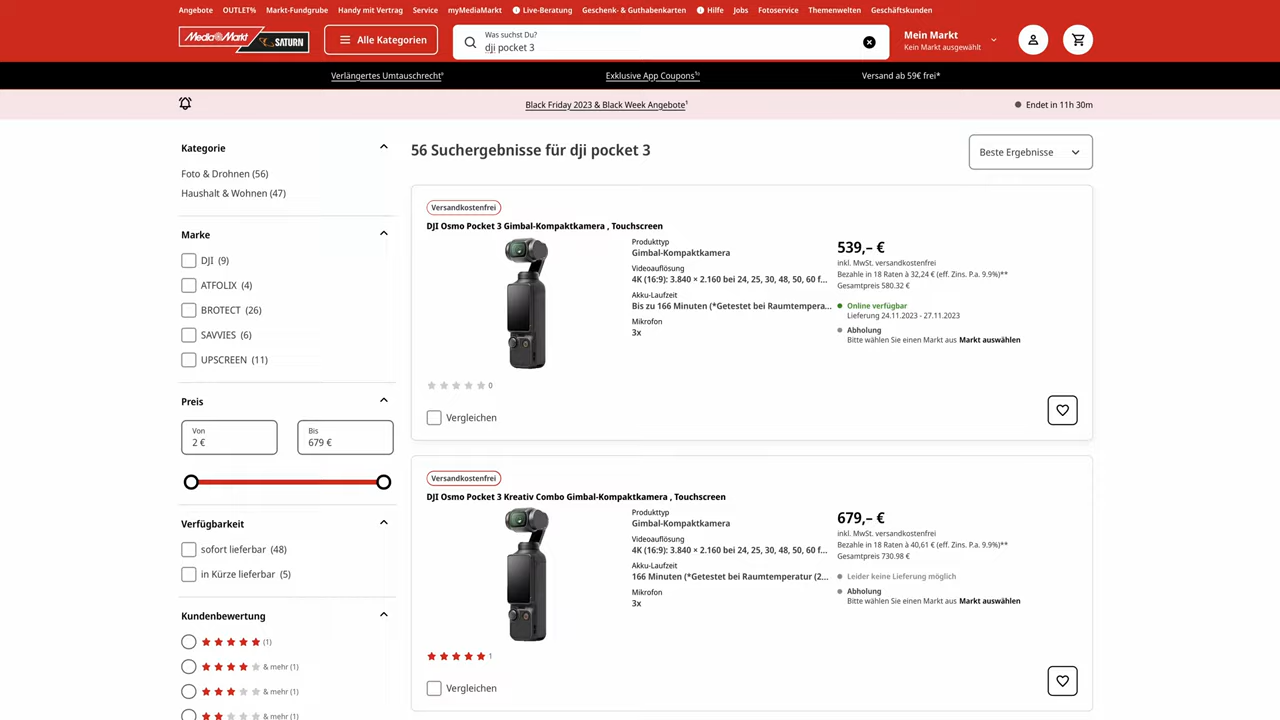 Angebote OUTLET% Markt-Fundgrube Handy mit Vertrag Service myMediaMarkt Live-Beratung Geschenk- & Guthabenkarten Hilfe Jobs Fotoservice Themenwelten Geschäftskunden
MediaMarkt SATURN
Alle Kategorien
Was suchst Du?
dji pocket 3
Mein Markt
Kein Markt ausgewählt
Verlängertes Umtauschrecht⁶ Exklusive App Coupons¹⁰ Versand ab 59€ frei*
Black Friday 2023 & Black Week Angebote¹ Endet in 11h 30m
Kategorie
Foto & Drohnen (56)
Haushalt & Wohnen (47)
Marke
DJI (9)
ATFOLIX (4)
BROTECT (26)
SAVVIES (6)
UPSCREEN (11)
Preis
Von
2 €
Bis
679 €
Verfügbarkeit
sofort lieferbar (48)
in Kürze lieferbar (5)
Kundenbewertung
(1)
& mehr (1)
& mehr (1)
& mehr (1)
56 Suchergebnisse für dji pocket 3
Beste Ergebnisse
Versandkostenfrei
DJI Osmo Pocket 3 Gimbal-Kompaktkamera , Touchscreen
Produkttyp
Gimbal-Kompaktkamera
Videoauflösung
4K (16:9): 3.840 × 2.160 bei 24, 25, 30, 48, 50, 60 f...
Akku-Laufzeit
Bis zu 166 Minuten (*Getestet bei Raumtempera...
Mikrofon
3x
539,– €
inkl. MwSt. versandkostenfrei
Bezahle in 18 Raten à 32,24 € (eff. Zins. P.a. 9.9%)**
Gesamtpreis 580.32 €
Online verfügbar
Lieferung 24.11.2023 - 27.11.2023
Abholung
Bitte wählen Sie einen Markt aus Markt auswählen
0
Vergleichen
Versandkostenfrei
DJI Osmo Pocket 3 Kreativ Combo Gimbal-Kompaktkamera , Touchscreen
Produkttyp
Gimbal-Kompaktkamera
Videoauflösung
4K (16:9): 3.840 × 2.160 bei 24, 25, 30, 48, 50, 60 f...
Akku-Laufzeit
166 Minuten (*Getestet bei Raumtemperatur (2...
Mikrofon
3x
679,– €
inkl. MwSt. versandkostenfrei
Bezahle in 18 Raten à 40,61 € (eff. Zins. P.a. 9.9%)**
Gesamtpreis 730.98 €
Leider keine Lieferung möglich
Abholung
Bitte wählen Sie einen Markt aus Markt auswählen
1
Vergleichen